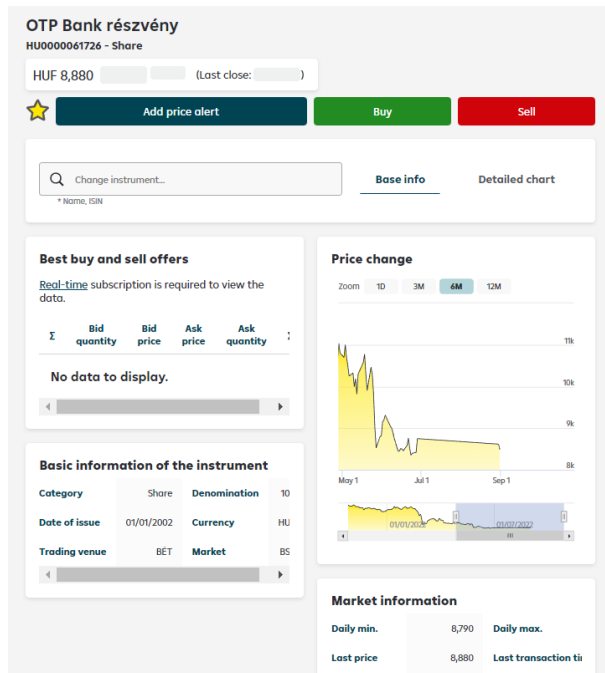 OTP Bank részvény
HU0000061726 - Share
HUF 8,880 (Last close: )
Add price alert
Buy
Sell
Change instrument...
* Name, ISIN
Base info
Detailed chart
Best buy and sell offers
Real-time subscription is required to view the
data.
Σ Bid quantity Bid price Ask price Ask quantity
No data to display.
Basic information of the instrument
Category Share Denomination 10
Date of issue 01/01/2002 Currency HU
Trading venue BÉT Market BS
Price change
Zoom 1D 3M 6M 12M
11k
10k
9k
8k
May 1 Jul 1 Sep 1
01/01/2022 01/07/2022
Market information
Daily min. 8,790 Daily max.
Last price 8,880 Last transaction ti